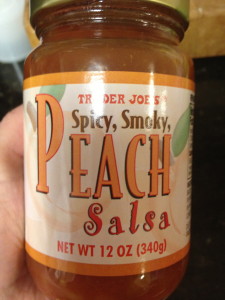 TRADER JOE'S
Spicy, Smoky,
PEACH
Salsa
NET WT 12 OZ (340g)